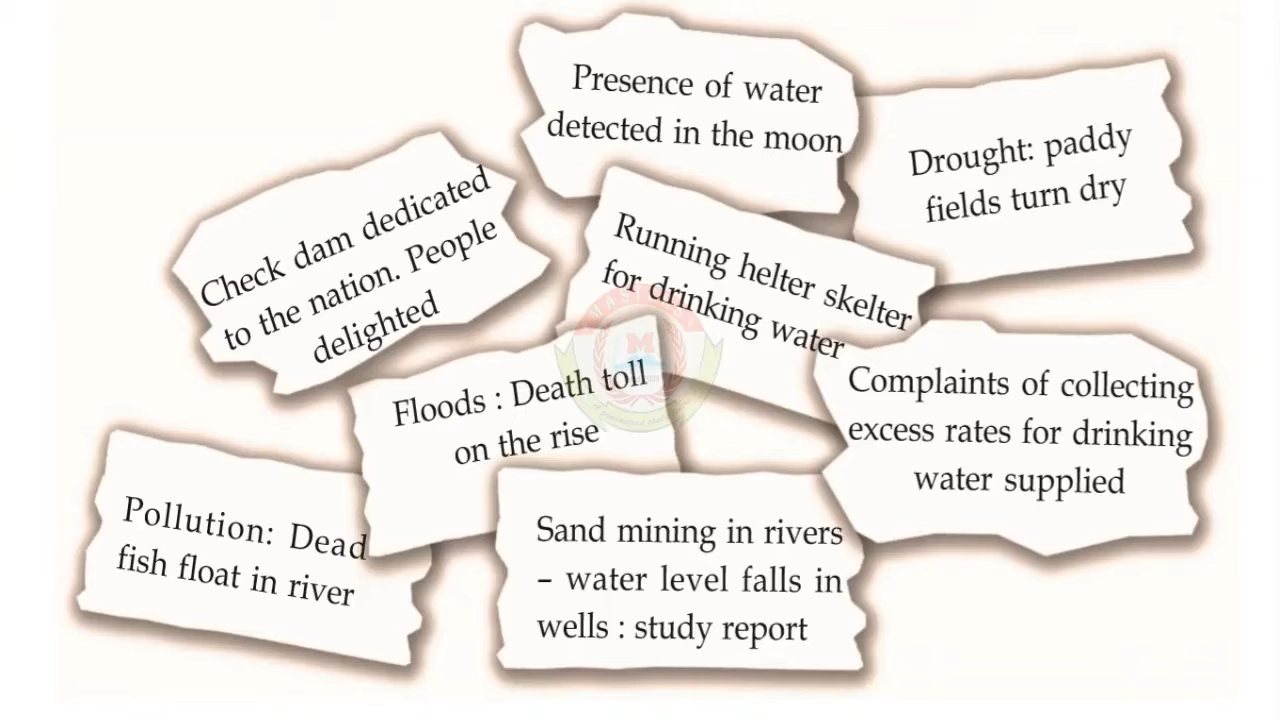 Presence of water
detected in the moon
Drought: paddy
fields turn dry
Check dam dedicated
to the nation. People
delighted
Running helter skelter
for drinking water
Floods : Death toll
on the rise
Complaints of collecting
excess rates for drinking
water supplied
Pollution: Dead
fish float in river
Sand mining in rivers
– water level falls in
wells : study report